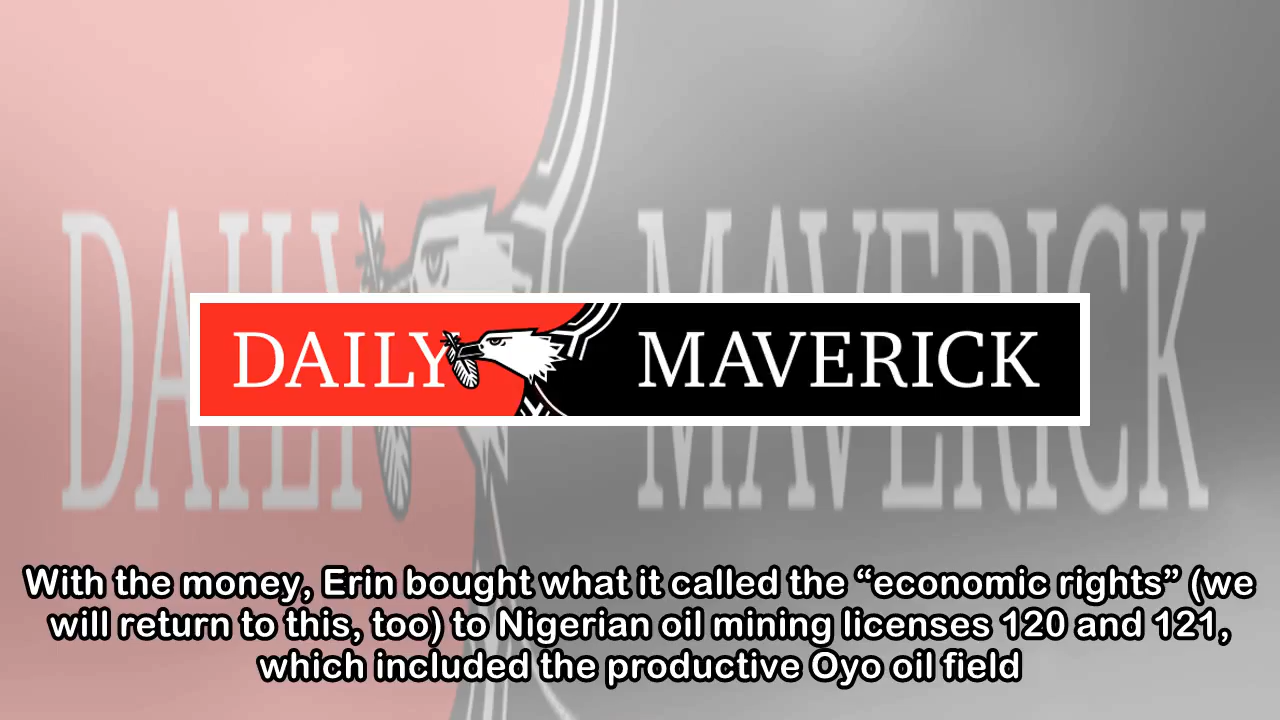 DAILY MAVERICK
DAILY MAVERICK
With the money, Erin bought what it called the “economic rights” (we
will return to this, too) to Nigerian oil mining licenses 120 and 121,
which included the productive Oyo oil field